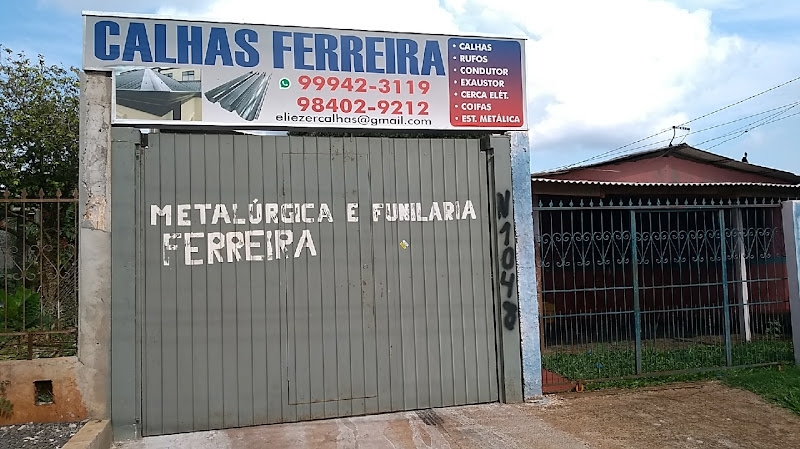 CALHAS FERREIRA
99942-3119
98402-9212
eliezercalhas@gmail.com
• CALHAS
• RUFOS
• CONDUTOR
• EXAUSTOR
• CERCA ELÉT.
• COIFAS
• EST. METÁLICA
METALÚRGICA E FUNILARIA
FERREIRA
N 1048